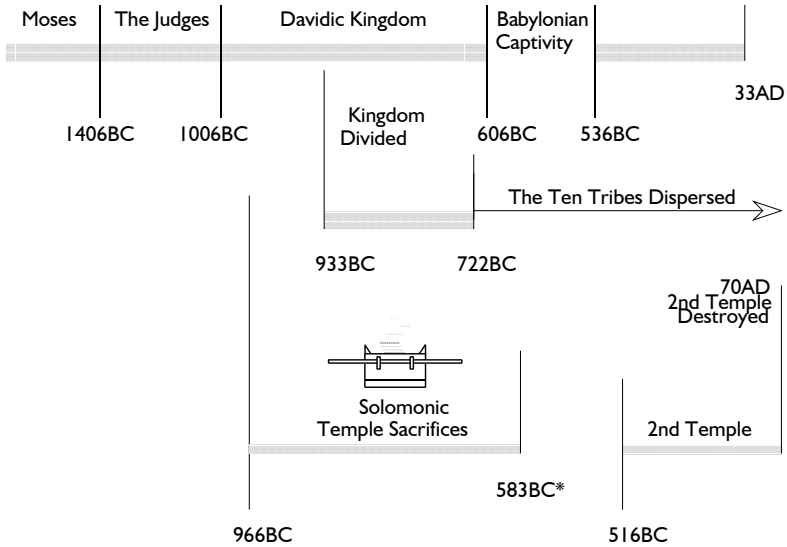 Moses
The Judges
Davidic Kingdom
Babylonian
Captivity
33AD
1406BC
1006BC
Kingdom
Divided
606BC
536BC
The Ten Tribes Dispersed
933BC
722BC
70AD
2nd Temple
Destroyed
Solomonic
Temple Sacrifices
2nd Temple
583BC*
966BC
516BC